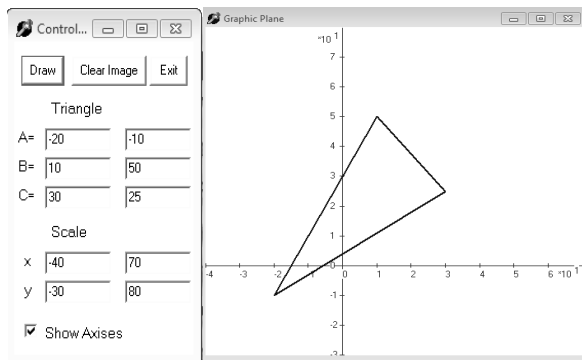 Control...
Draw Clear Image Exit
Triangle
A= -20 -10
B= 10 50
C= 30 25
Scale
x -40 70
y -30 80
Show Axises
Graphic Plane
*10 1
7
6
5
4
3
2
1
-4 -3 -2 -1 0 1 2 3 4 5 6 *10 1
-1
-2
-3